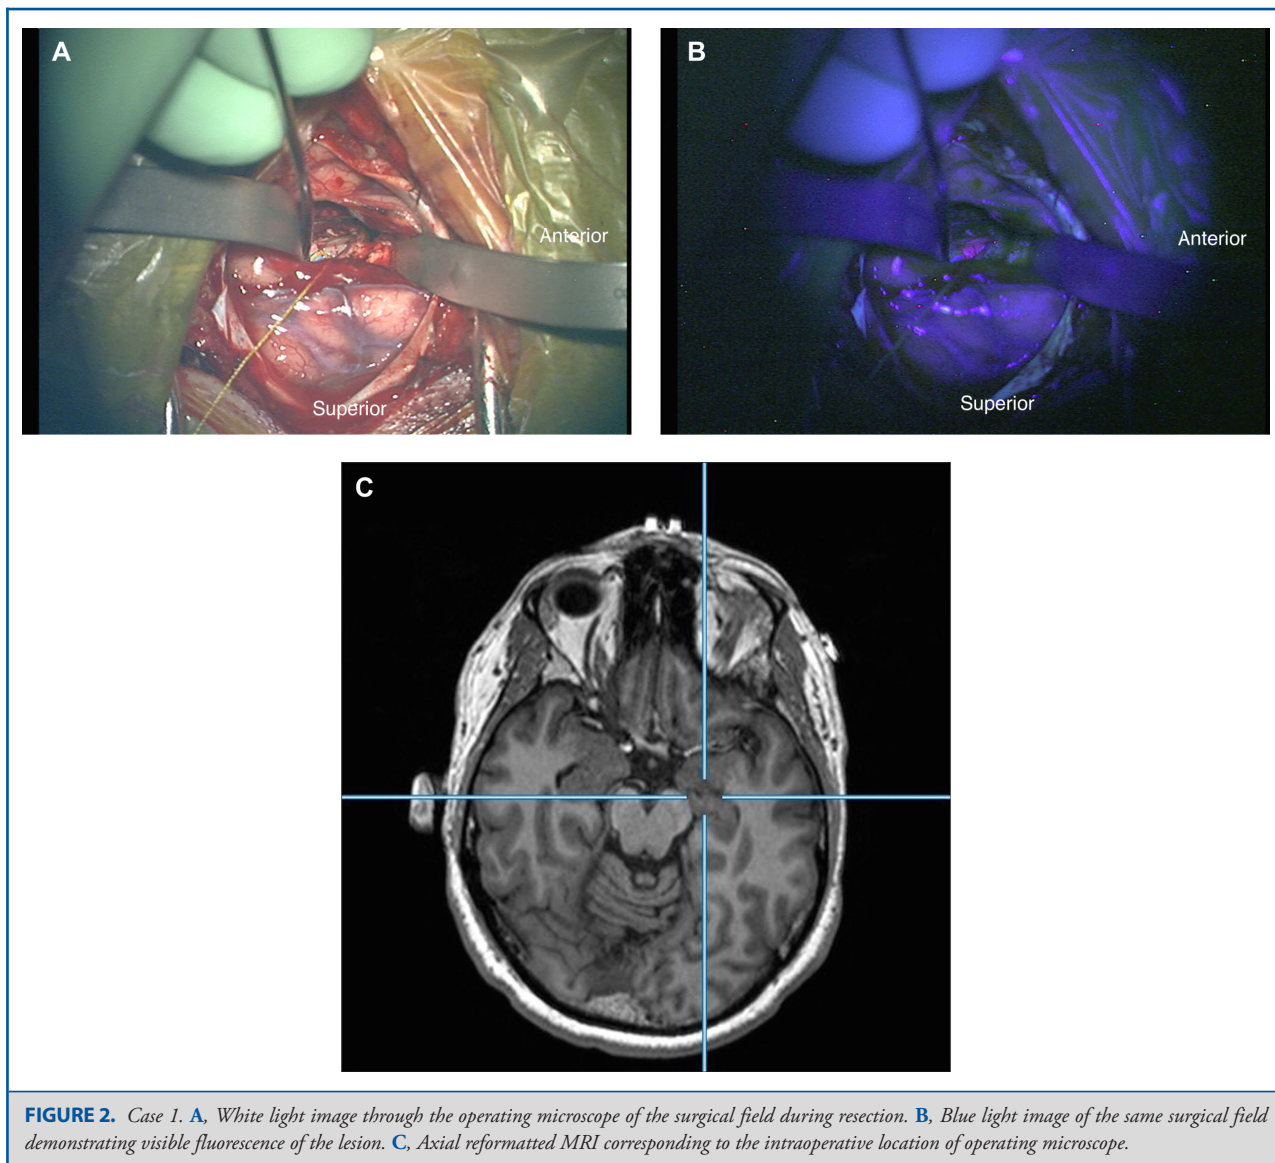 A
Anterior
Superior
B
Anterior
Superior
C
FIGURE 2. Case 1. A, White light image through the operating microscope of the surgical field during resection. B, Blue light image of the same surgical field
demonstrating visible fluorescence of the lesion. C, Axial reformatted MRI corresponding to the intraoperative location of operating microscope.